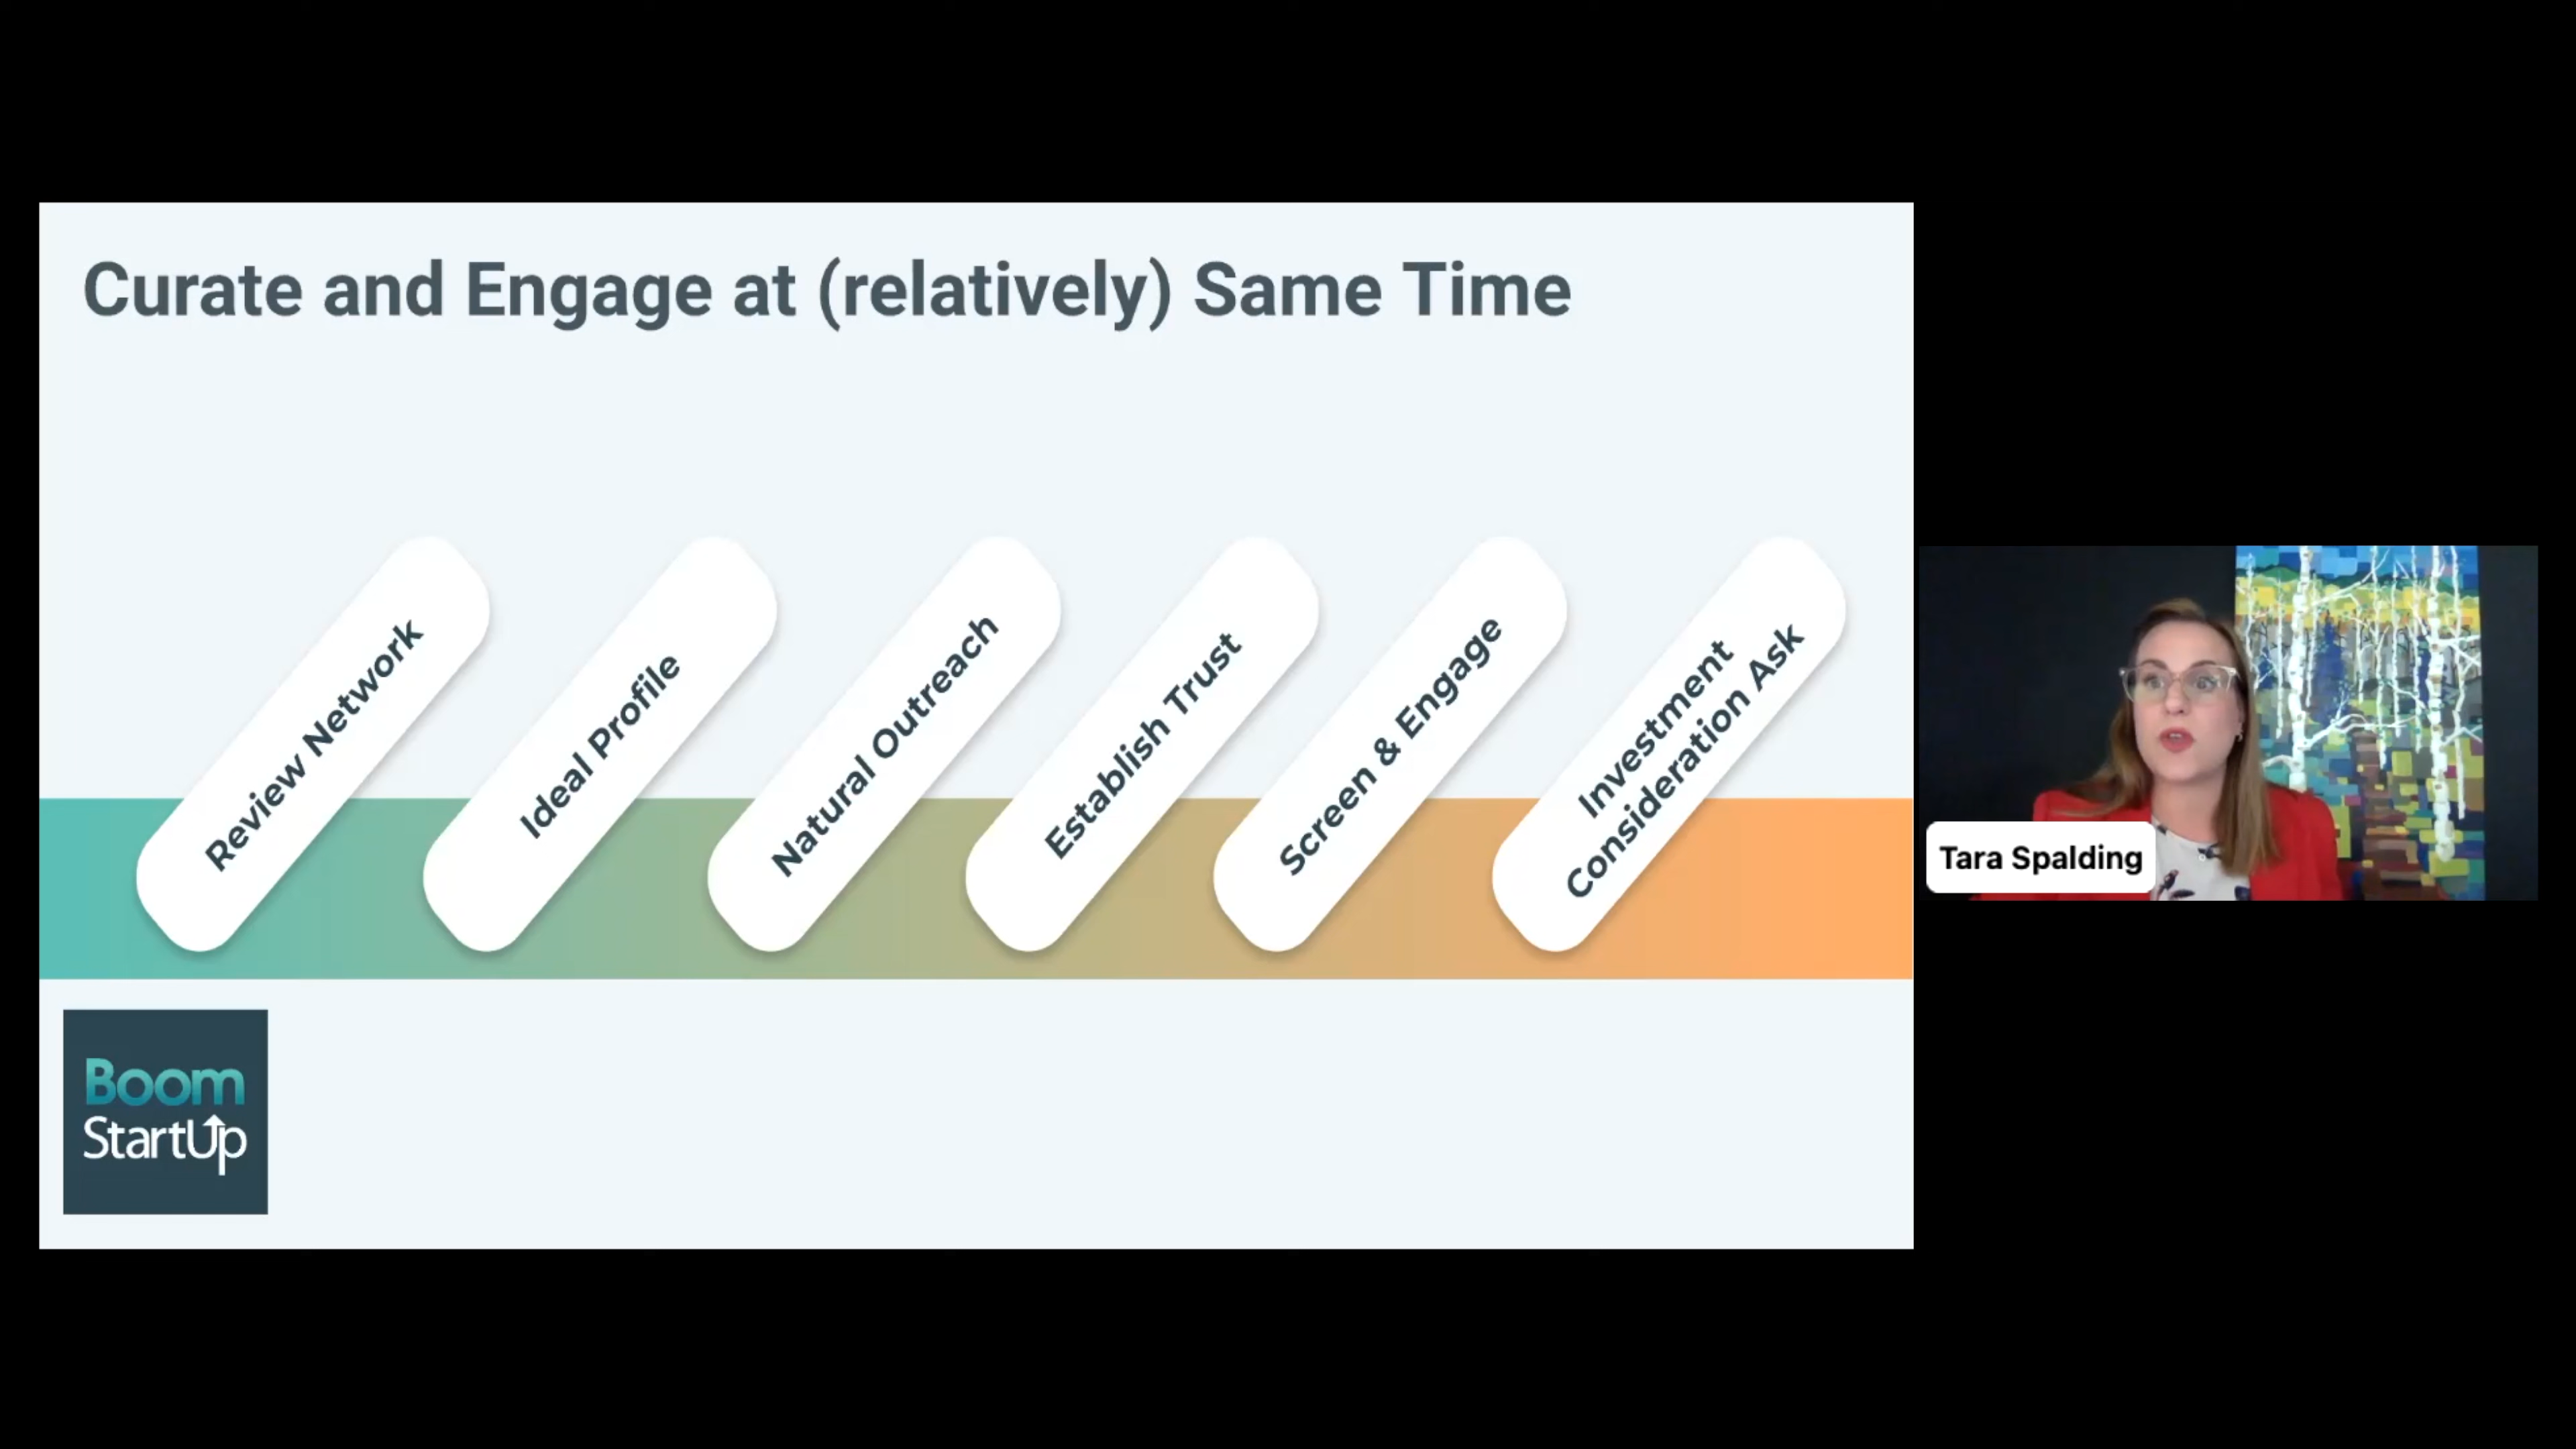 Curate and Engage at (relatively) Same Time
Review Network
Ideal Profile
Natural Outreach
Establish Trust
Screen & Engage
Investment
Consideration Ask
Boom
StartUp
Tara Spalding